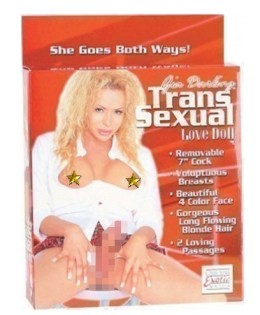 She Goes Both Ways!
Gia Darling
Trans
Sexual
Love Doll
• Removable
7" Cock
• Voluptuous
Breasts
• Beautiful
4 Color Face
• Gorgeous
Long Flowing
Blonde Hair
• 2 Loving
Passages